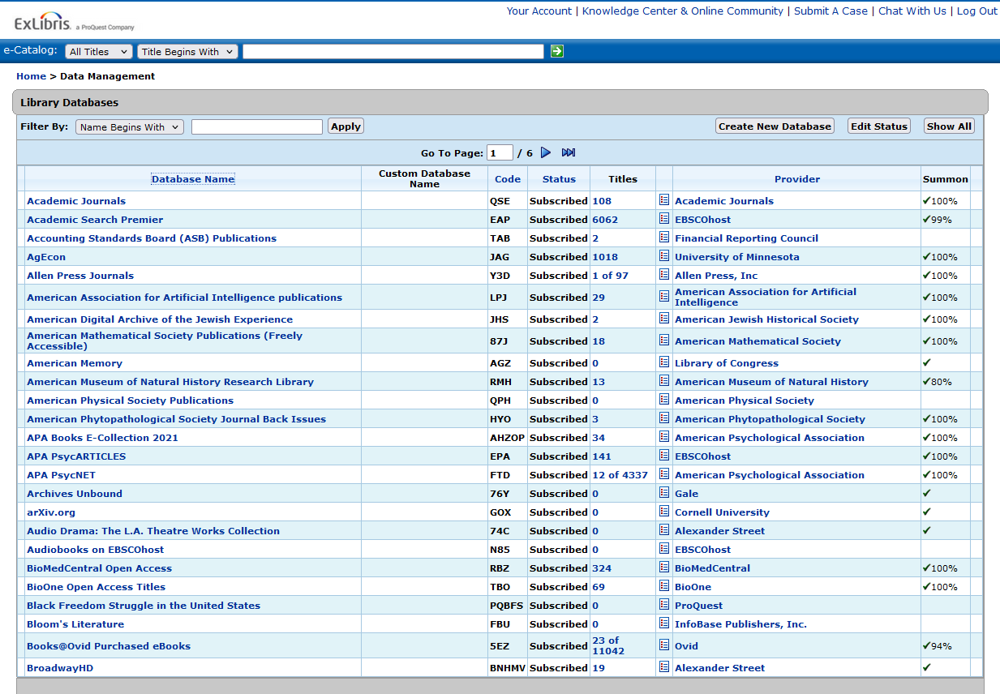 Your Account | Knowledge Center & Online Community | Submit A Case | Chat With Us | Log Out
ExLibris. a ProQuest Company
e-Catalog: All Titles Title Begins With
Home > Data Management
Library Databases
Filter By: Name Begins With Apply Create New Database Edit Status Show All
Go To Page: 1 / 6
Database Name Custom Database Name Code Status Titles Provider Summon
Academic Journals QSE Subscribed 108 Academic Journals ✔100%
Academic Search Premier EAP Subscribed 6062 EBSCOhost ✔99%
Accounting Standards Board (ASB) Publications TAB Subscribed 2 Financial Reporting Council
AgEcon JAG Subscribed 1018 University of Minnesota ✔100%
Allen Press Journals Y3D Subscribed 1 of 97 Allen Press, Inc ✔100%
American Association for Artificial Intelligence publications LPJ Subscribed 29 American Association for Artificial Intelligence ✔100%
American Digital Archive of the Jewish Experience JHS Subscribed 2 American Jewish Historical Society ✔100%
American Mathematical Society Publications (Freely Accessible) 87J Subscribed 18 American Mathematical Society ✔100%
American Memory AGZ Subscribed 0 Library of Congress ✔
American Museum of Natural History Research Library RMH Subscribed 13 American Museum of Natural History ✔80%
American Physical Society Publications QPH Subscribed 0 American Physical Society
American Phytopathological Society Journal Back Issues HYO Subscribed 3 American Phytopathological Society ✔100%
APA Books E-Collection 2021 AHZOP Subscribed 34 American Psychological Association ✔100%
APA PsycARTICLES EPA Subscribed 141 EBSCOhost ✔100%
APA PsycNET FTD Subscribed 12 of 4337 American Psychological Association ✔100%
Archives Unbound 76Y Subscribed 0 Gale ✔
arXiv.org GOX Subscribed 0 Cornell University ✔
Audio Drama: The L.A. Theatre Works Collection 74C Subscribed 0 Alexander Street ✔
Audiobooks on EBSCOhost N85 Subscribed 0 EBSCOhost
BioMedCentral Open Access RBZ Subscribed 324 BioMedCentral ✔100%
BioOne Open Access Titles TBO Subscribed 69 BioOne ✔100%
Black Freedom Struggle in the United States PQBFS Subscribed 0 ProQuest
Bloom's Literature FBU Subscribed 0 InfoBase Publishers, Inc.
Books@Ovid Purchased eBooks 5EZ Subscribed 23 of 11042 Ovid ✔94%
BroadwayHD BNHMV Subscribed 19 Alexander Street ✔